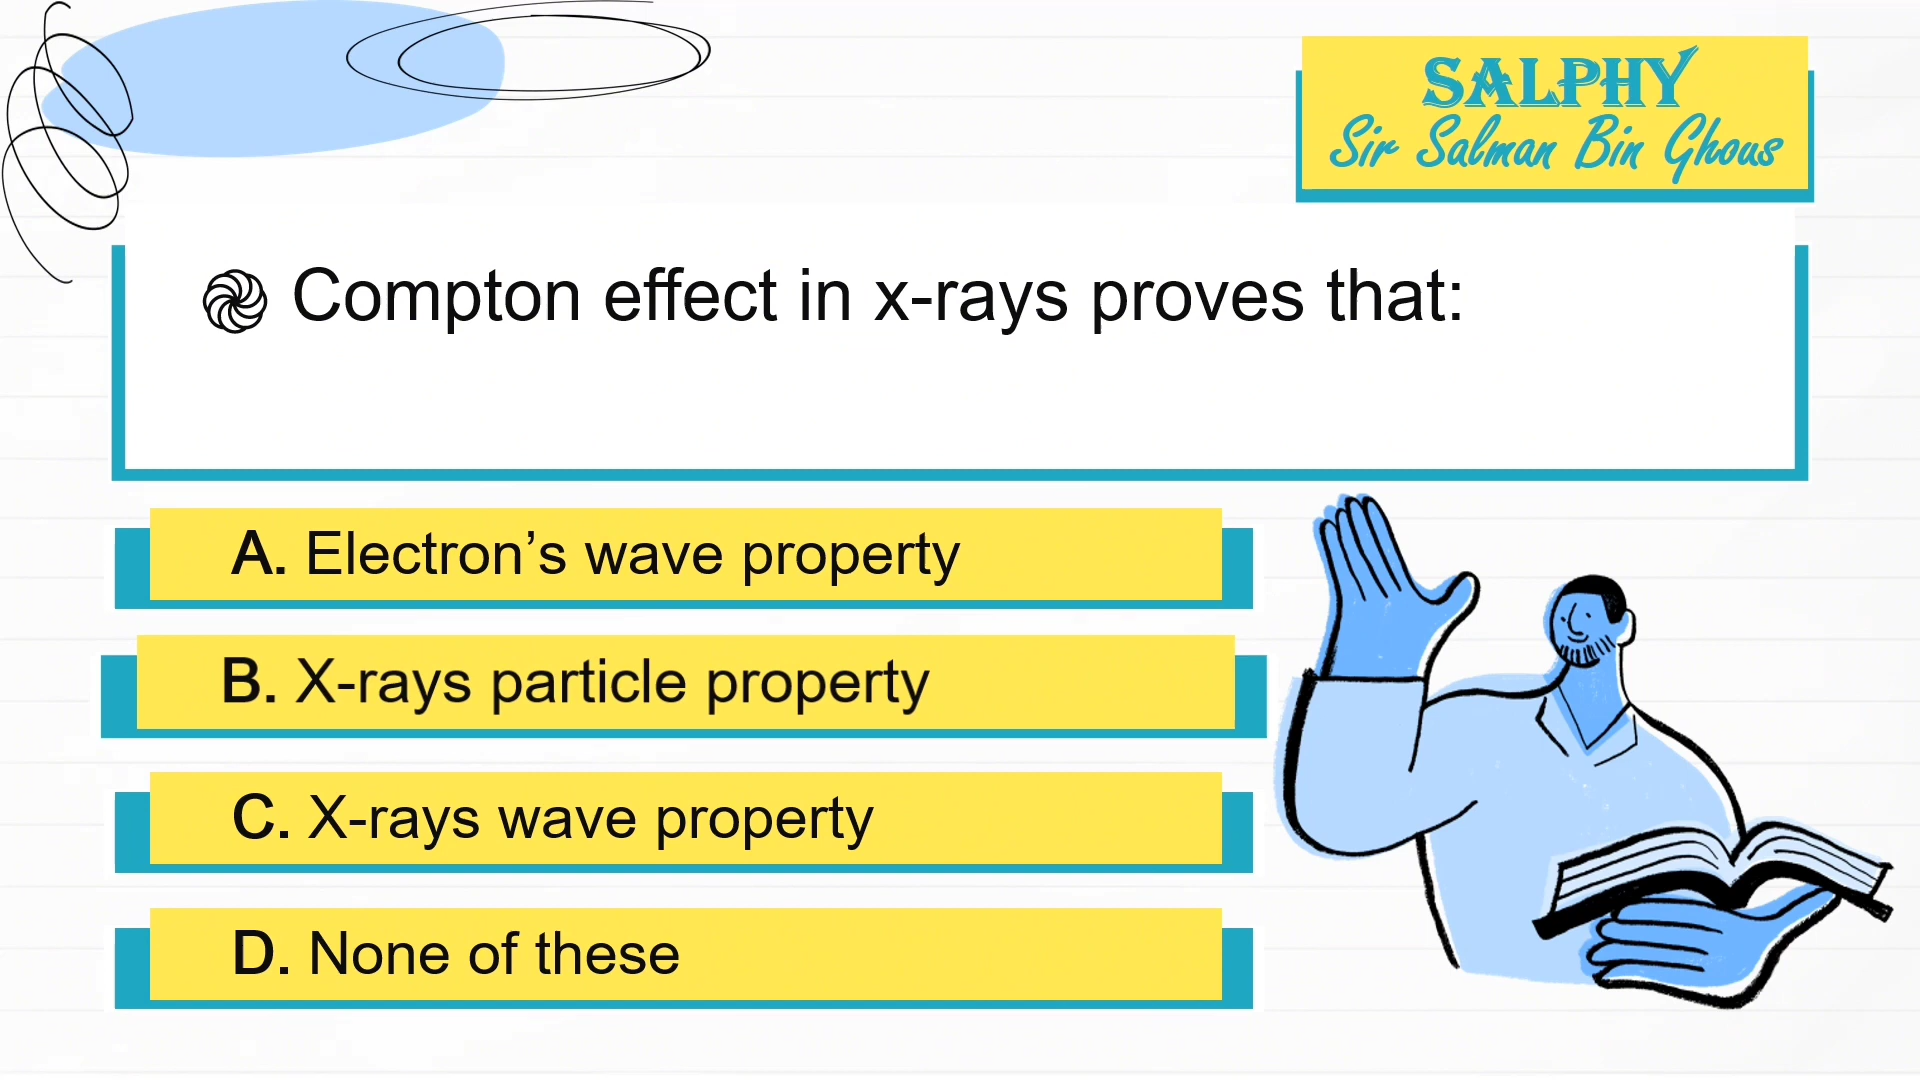 SALPHY
Sir Salman Bin Ghous
Compton effect in x-rays proves that:
A. Electron’s wave property
B. X-rays particle property
C. X-rays wave property
D. None of these